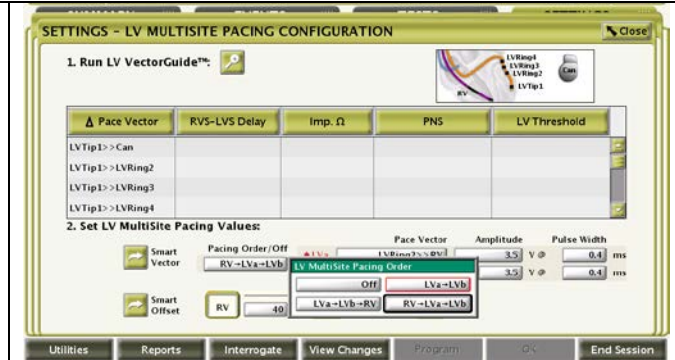 SETTINGS - LV MULTISITE PACING CONFIGURATION
Close
1. Run LV VectorGuide™:
LVRing4
LVRing3
LVRing2
LVTip1
RV
Can
Δ Pace Vector RVS-LVS Delay Imp. Ω PNS LV Threshold
LVTip1>>Can
LVTip1>>LVRing2
LVTip1>>LVRing3
LVTip1>>LVRing4
2. Set LV MultiSite Pacing Values:
Pacing Order/Off Pace Vector Amplitude Pulse Width
Smart Vector
RV→LVa→LVb
LVa
LVRing2>>RV
3.5 V @ 0.4 ms
3.5 V @ 0.4 ms
LV MultiSite Pacing Order
Off LVa→LVb
LVa→LVb→RV RV→LVa→LVb
Smart Offset
RV 40
Utilities Reports Interrogate View Changes Program End Session